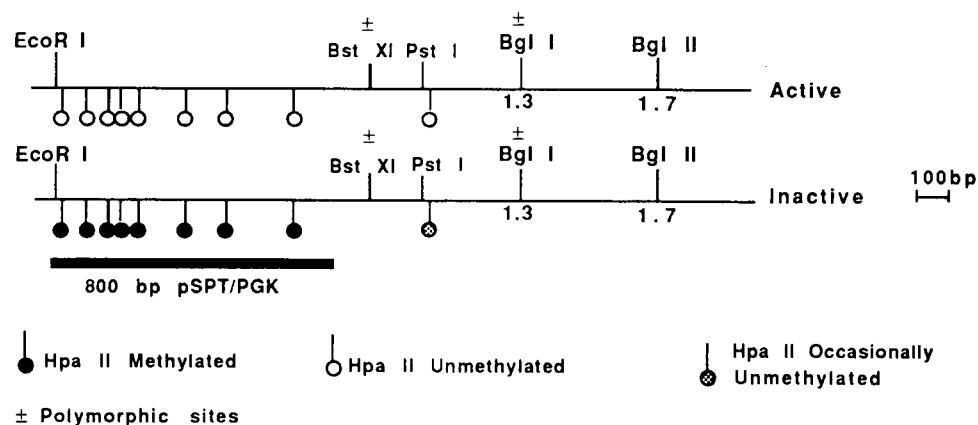 EcoR I
±
Bst XI
Pst I
±
Bgl I
Bgl II
1.3
1.7
Active
EcoR I
±
Bst XI
Pst I
±
Bgl I
Bgl II
1.3
1.7
Inactive
100bp
800 bp pSPT/PGK
Hpa II Methylated
Hpa II Unmethylated
Hpa II Occasionally
Unmethylated
± Polymorphic sites